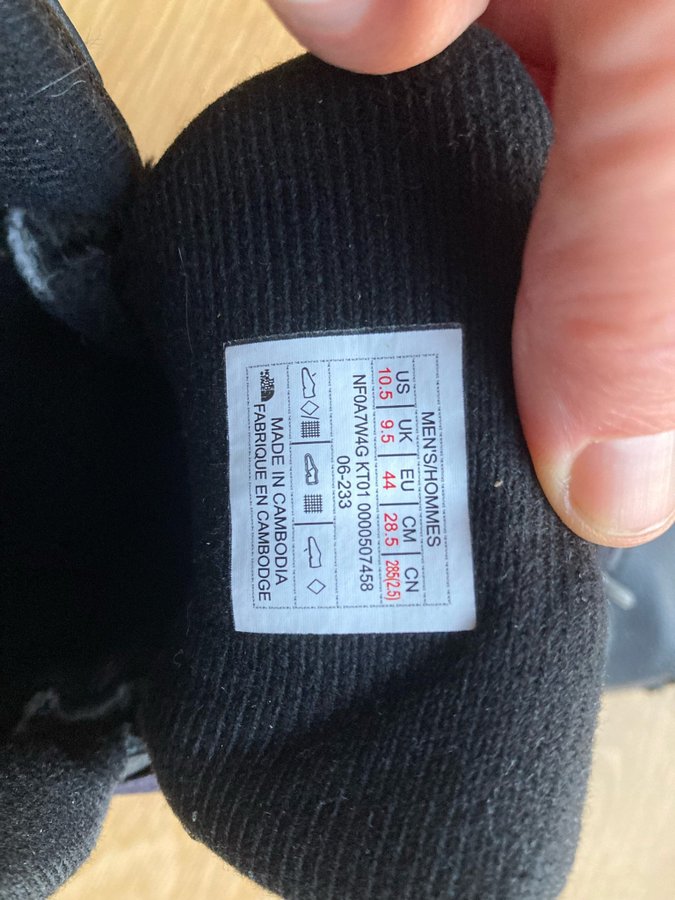 MEN'S/HOMMES
US UK EU CM CN
10.5 9.5 44 28.5 285(2.5)
NF0A7W4G KT01 0000507458
06-233
MADE IN CAMBODIA
FABRIQUE EN CAMBODGE